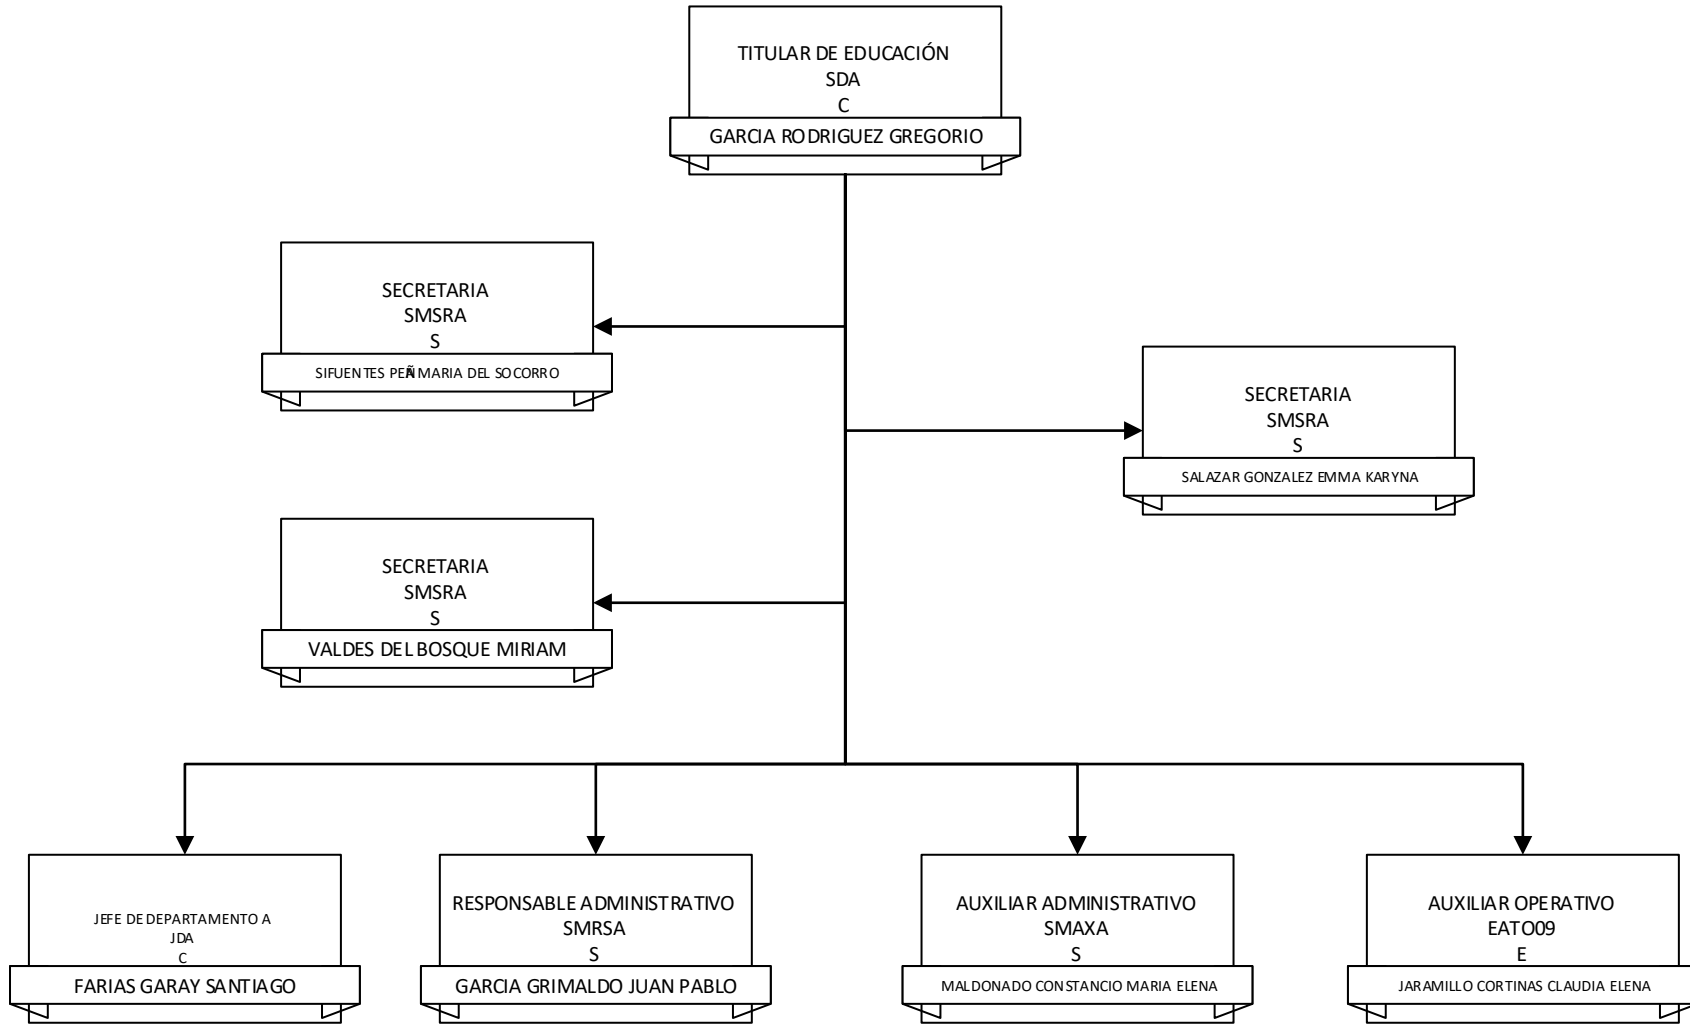 TITULAR DE EDUCACIÓN
SDA
C
GARCIA RODRIGUEZ GREGORIO
SECRETARIA
SMSRA
S
SIFUENTES PEÑA MARIA DEL SOCORRO
SECRETARIA
SMSRA
S
SALAZAR GONZALEZ EMMA KARYNA
SECRETARIA
SMSRA
S
VALDES DEL BOSQUE MIRIAM
JEFE DE DEPARTAMENTO A
JDA
C
FARIAS GARAY SANTIAGO
RESPONSABLE ADMINISTRATIVO
SMRSA
S
GARCIA GRIMALDO JUAN PABLO
AUXILIAR ADMINISTRATIVO
SMAXA
S
MALDONADO CONSTANCIO MARIA ELENA
AUXILIAR OPERATIVO
EATO09
E
JARAMILLO CORTINAS CLAUDIA ELENA